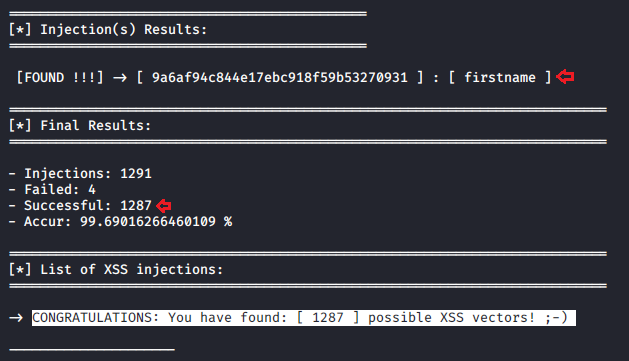 [*] Injection(s) Results:
[FOUND !!!] -> [ 9a6af94c844e17ebc918f59b53270931 ] : [ firstname ]
[*] Final Results:
- Injections: 1291
- Failed: 4
- Successful: 1287
- Accur: 99.69016266460109 %
[*] List of XSS injections:
-> CONGRATULATIONS: You have found: [ 1287 ] possible XSS vectors! ;-)